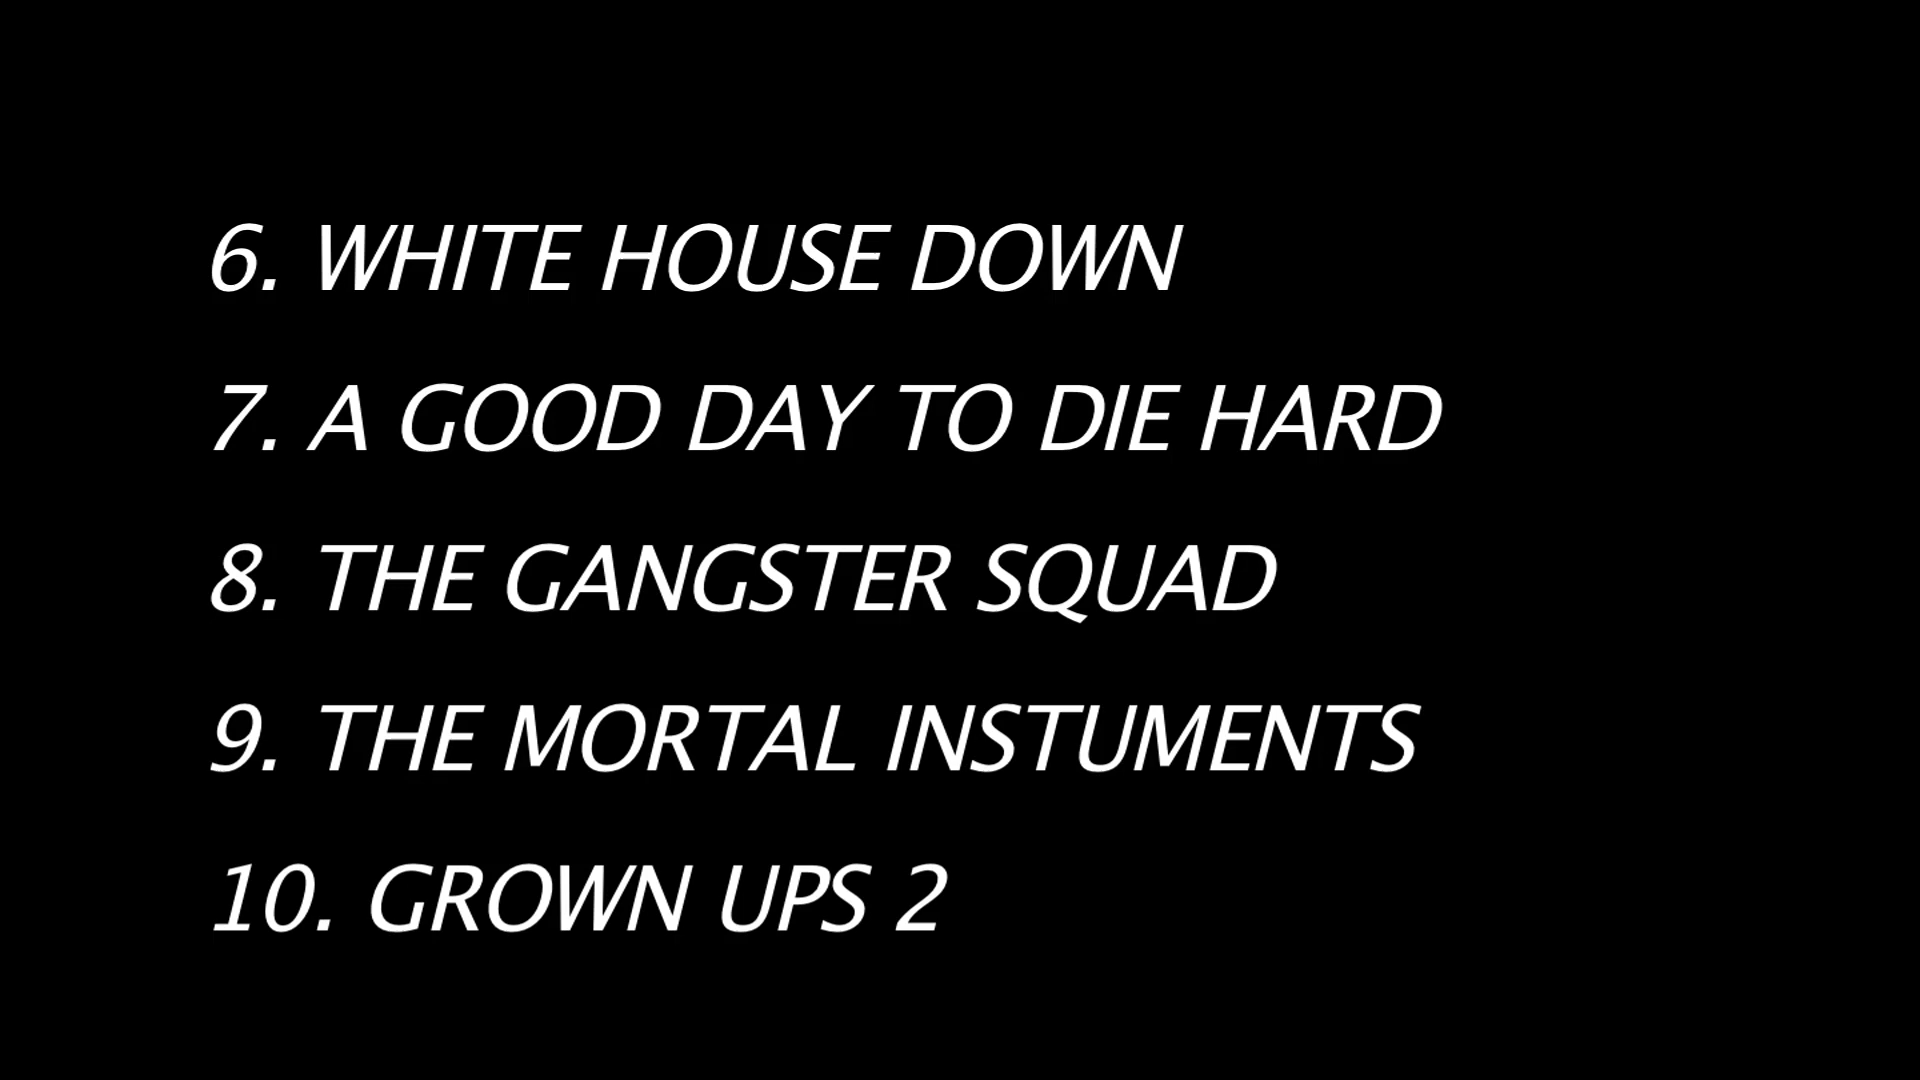 6. WHITE HOUSE DOWN
7. A GOOD DAY TO DIE HARD
8. THE GANGSTER SQUAD
9. THE MORTAL INSTUMENTS
10. GROWN UPS 2